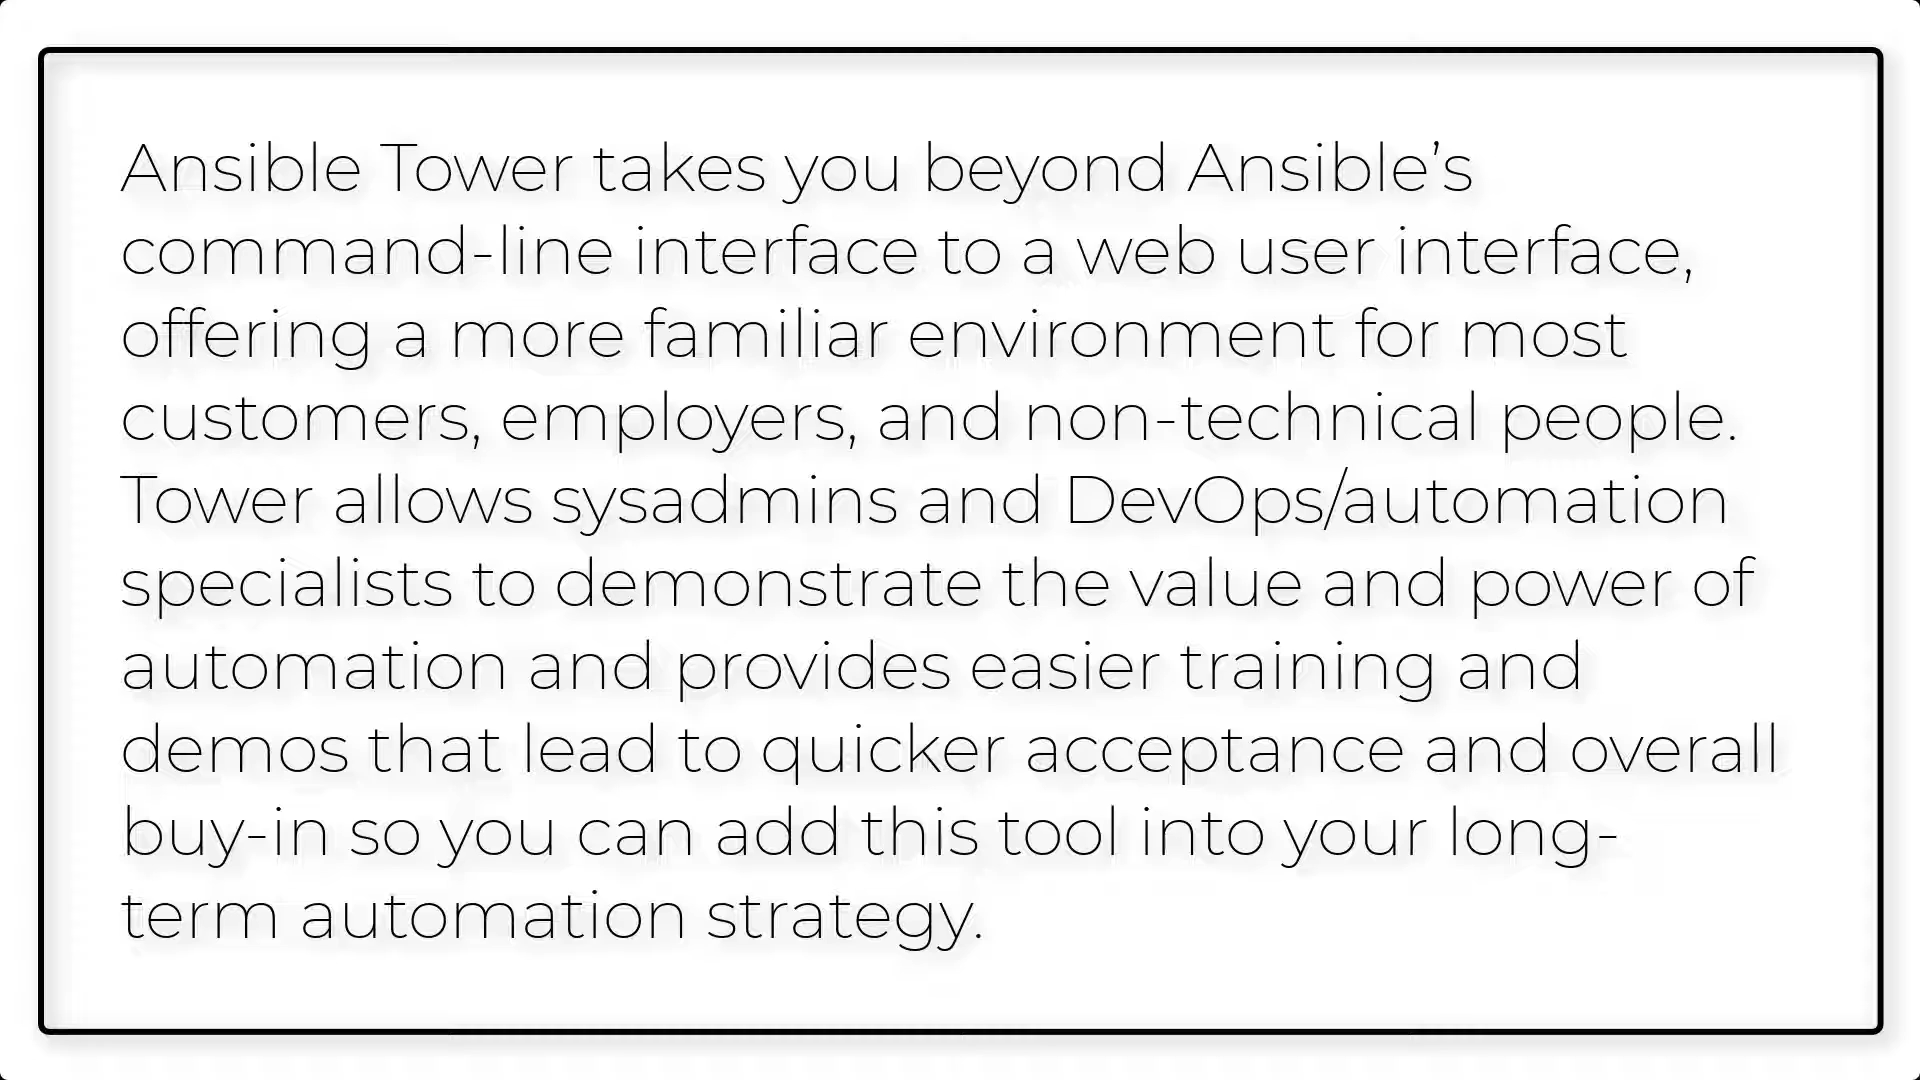 Ansible Tower takes you beyond Ansible’s
command-line interface to a web user interface,
offering a more familiar environment for most
customers, employers, and non-technical people.
Tower allows sysadmins and DevOps/automation
specialists to demonstrate the value and power of
automation and provides easier training and
demos that lead to quicker acceptance and overall
buy-in so you can add this tool into your long-
term automation strategy.